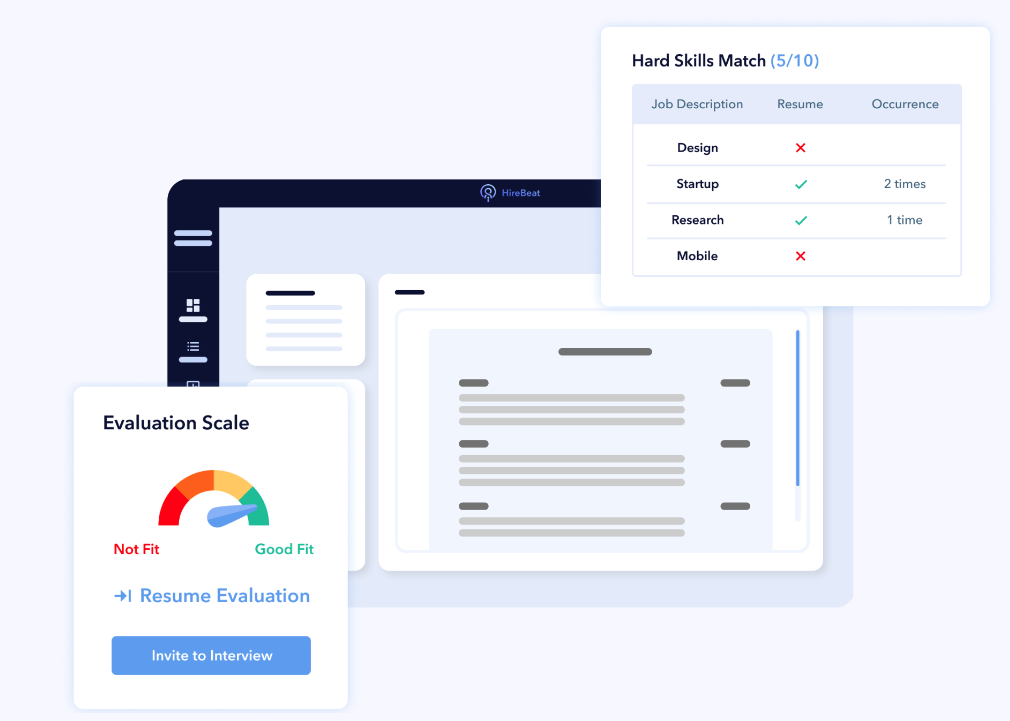 Hard Skills Match (5/10)
Job Description Resume Occurrence
Design
Startup 2 times
Research 1 time
Mobile
HireBeat
Evaluation Scale
Not Fit Good Fit
Resume Evaluation
Invite to Interview